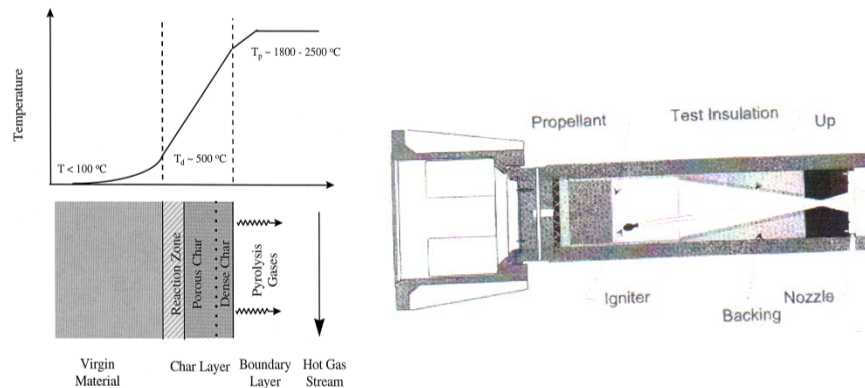 Temperature
T < 100 °C
T_d ~ 500 °C
T_p ~ 1800 - 2500 °C
Reaction Zone
Porous Char
Dense Char
Pyrolysis
Gases
Virgin
Material
Char Layer
Boundary
Layer
Hot Gas
Stream
Propellant
Test Insulation
Up
Igniter
Backing
Nozzle